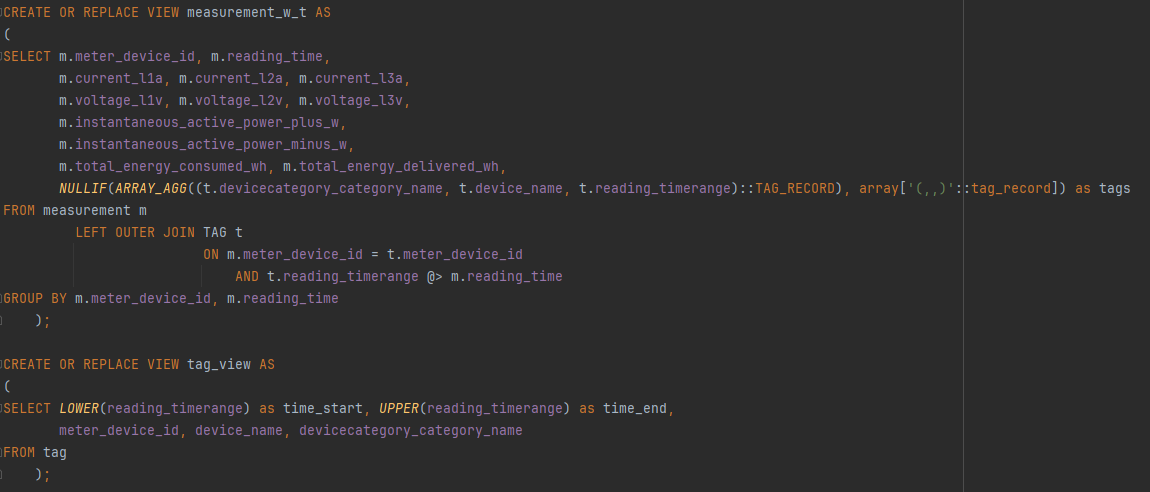 CREATE OR REPLACE VIEW measurement_w_t AS
(
SELECT m.meter_device_id, m.reading_time,
       m.current_l1a, m.current_l2a, m.current_l3a,
       m.voltage_l1v, m.voltage_l2v, m.voltage_l3v,
       m.instantaneous_active_power_plus_w,
       m.instantaneous_active_power_minus_w,
       m.total_energy_consumed_wh, m.total_energy_delivered_wh,
       NULLIF(ARRAY_AGG((t.devicecategory_category_name, t.device_name, t.reading_timerange)::TAG_RECORD), array['(,,)'::tag_record]) as tags
FROM measurement m
         LEFT OUTER JOIN TAG t
                         ON m.meter_device_id = t.meter_device_id
                             AND t.reading_timerange @> m.reading_time
GROUP BY m.meter_device_id, m.reading_time
    );

CREATE OR REPLACE VIEW tag_view AS
(
SELECT LOWER(reading_timerange) as time_start, UPPER(reading_timerange) as time_end,
       meter_device_id, device_name, devicecategory_category_name
FROM tag
    );